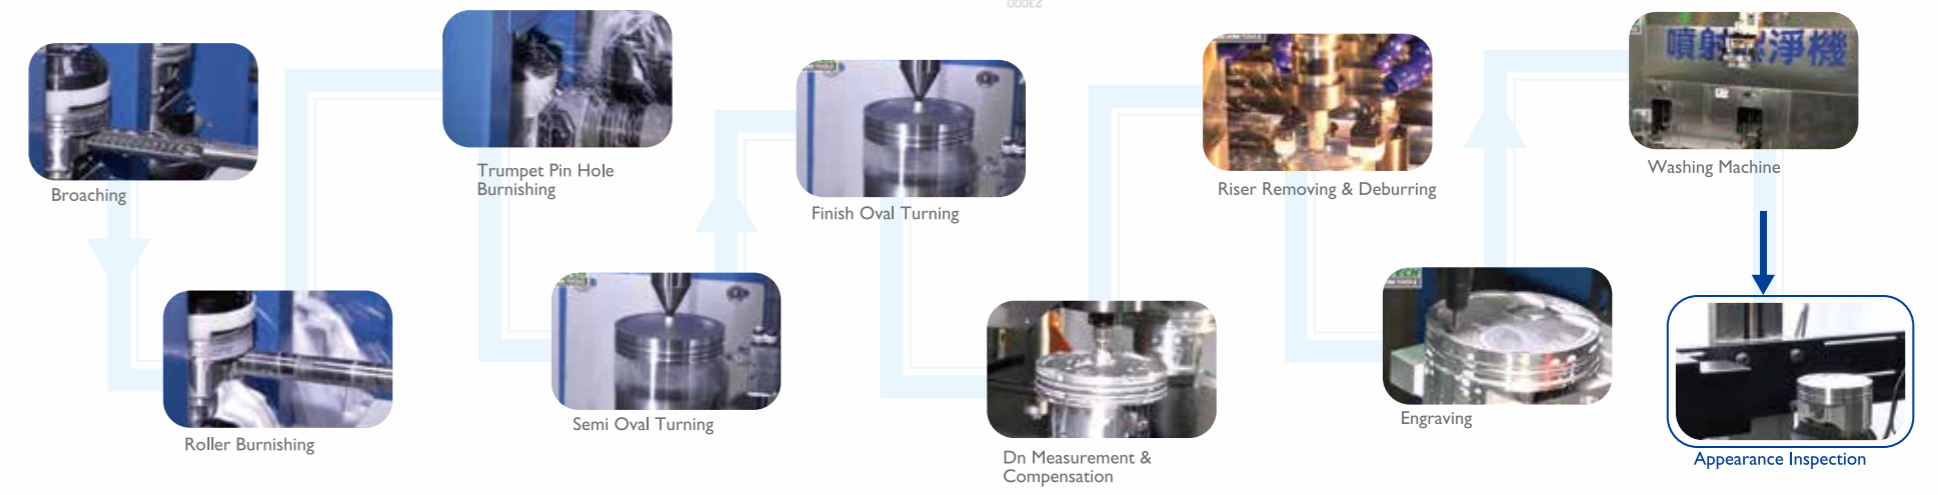 Broaching
Roller Burnishing
Trumpet Pin Hole
Burnishing
Semi Oval Turning
Finish Oval Turning
Dn Measurement &
Compensation
Riser Removing & Deburring
Engraving
噴射 淨機
Washing Machine
Appearance Inspection